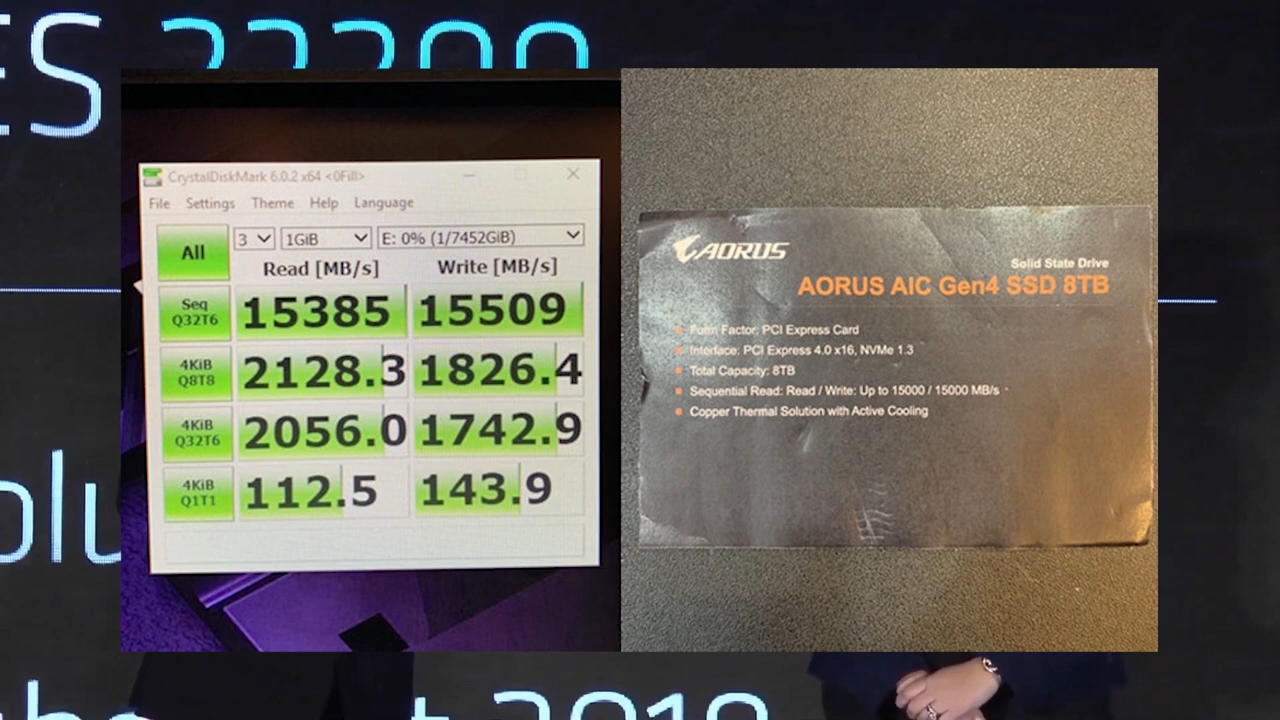 CrystalDiskMark 6.0.2 x64 <0Fill>
File Settings Theme Help Language
All 3 1GiB E: 0% (1/7452GiB)
Read [MB/s] Write [MB/s]
Seq Q32T6 15385 15509
4KiB Q8T8 2128.3 1826.4
4KiB Q32T6 2056.0 1742.9
4KiB Q1T1 112.5 143.9
AORUS
Solid State Drive
AORUS AIC Gen4 SSD 8TB
Form Factor: PCI Express Card
Interface: PCI Express 4.0 x16, NVMe 1.3
Total Capacity: 8TB
Sequential Read: Read / Write: Up to 15000 / 15000 MB/s
Copper Thermal Solution with Active Cooling